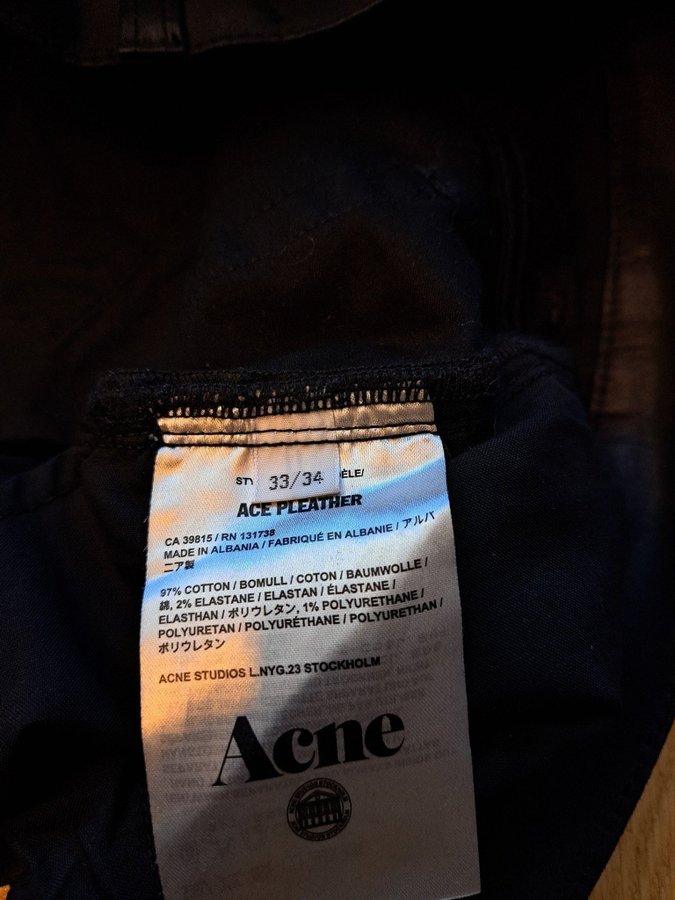 STY
33/34
ÈLE/
ACE PLEATHER
CA 39815 / RN 131738
MADE IN ALBANIA / FABRIQUÉ EN ALBANIE / アルバ
ニア製
97% COTTON / BOMULL / COTON / BAUMWOLLE /
綿, 2% ELASTANE / ELASTAN / ÉLASTANE /
ELASTHAN / ポリウレタン, 1% POLYURETHANE /
POLYURETAN / POLYURÉTHANE / POLYURETHAN /
ポリウレタン
ACNE STUDIOS L.NYG.23 STOCKHOLM
Acne